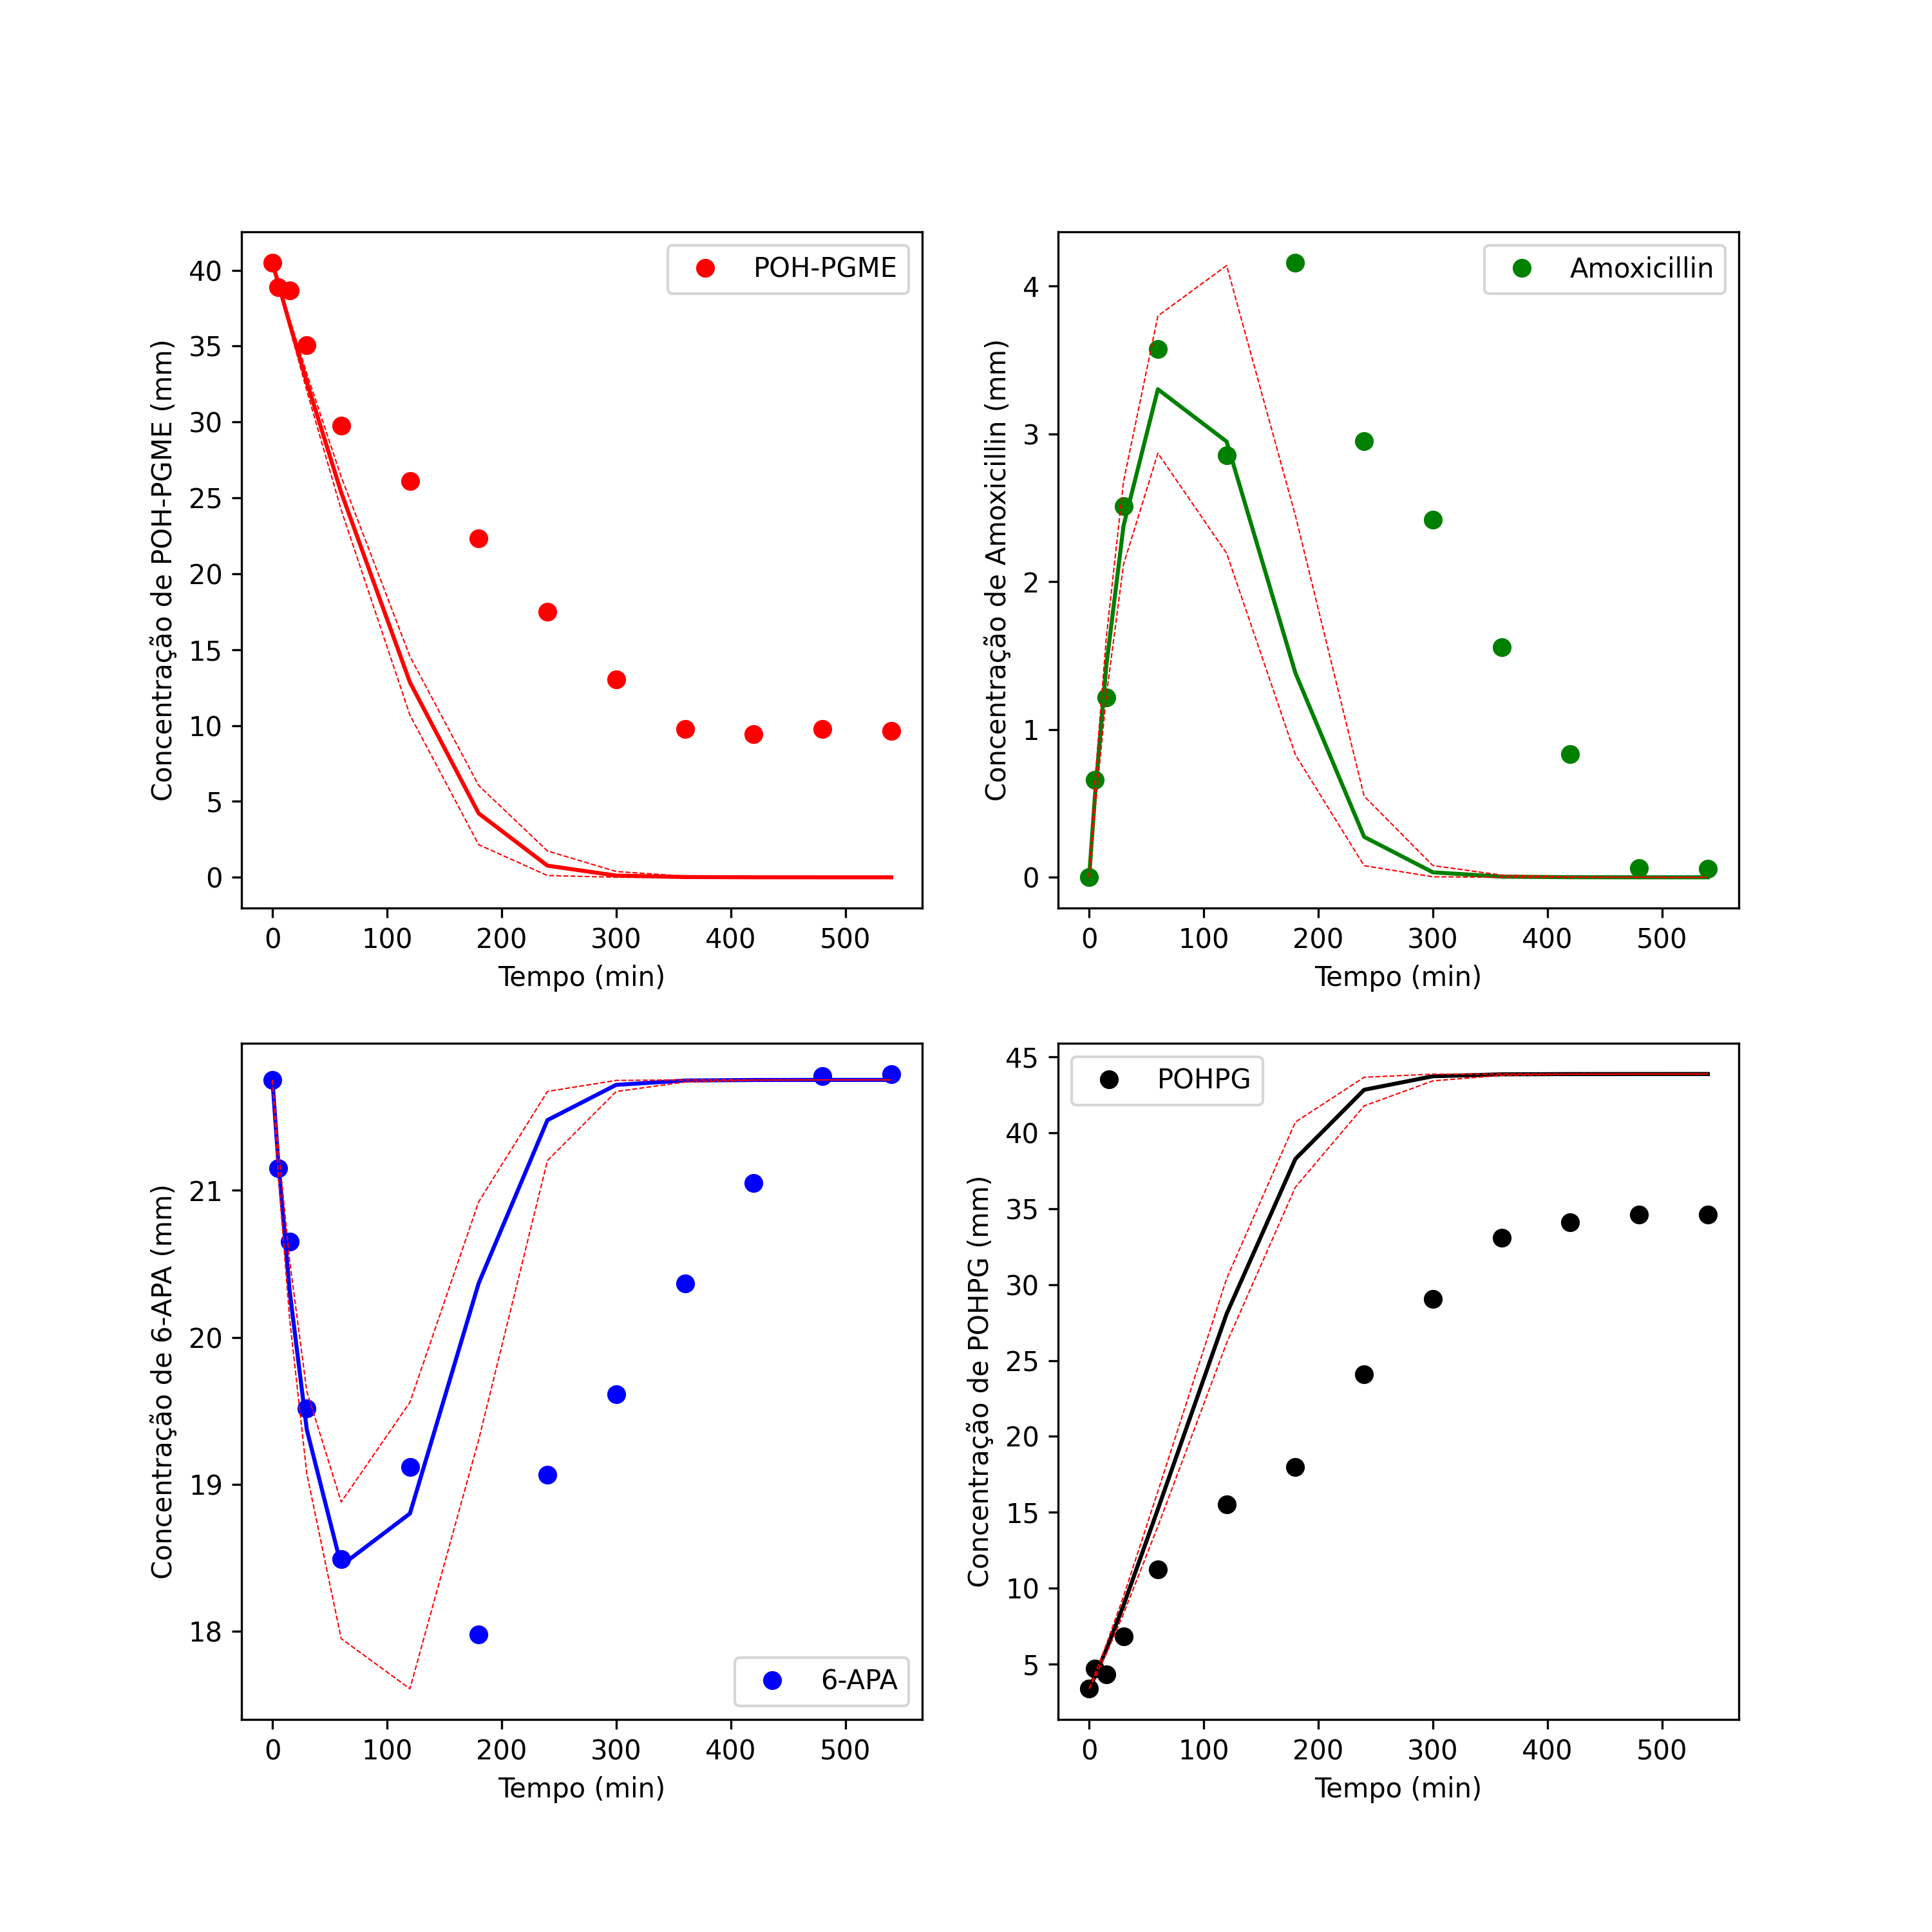 POH-PGME
Concentração de POH-PGME (mm)
40
35
30
25
20
15
10
5
0
0 100 200 300 400 500
Tempo (min)
Amoxicillin
Concentração de Amoxicillin (mm)
4
3
2
1
0
0 100 200 300 400 500
Tempo (min)
6-APA
Concentração de 6-APA (mm)
21
20
19
18
0 100 200 300 400 500
Tempo (min)
POHPG
Concentração de POHPG (mm)
45
40
35
30
25
20
15
10
5
0 100 200 300 400 500
Tempo (min)